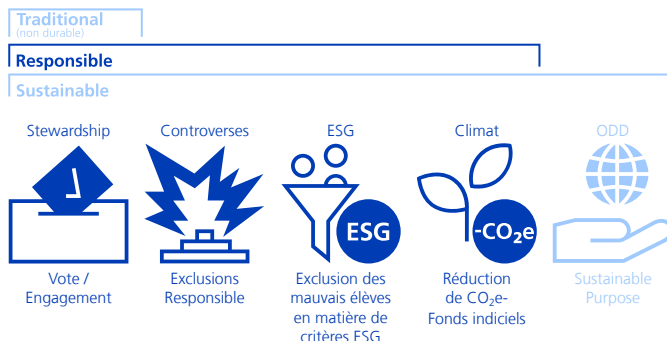 Traditional
(non durable)
Responsible
Sustainable
Stewardship
Controverses
ESG
Climat
ODD
ESG
-CO₂e
Vote /
Engagement
Exclusions
Responsible
Exclusion des
mauvais élèves
en matière de
critères ESG
Réduction
de CO₂e-
Fonds indiciels
Sustainable
Purpose